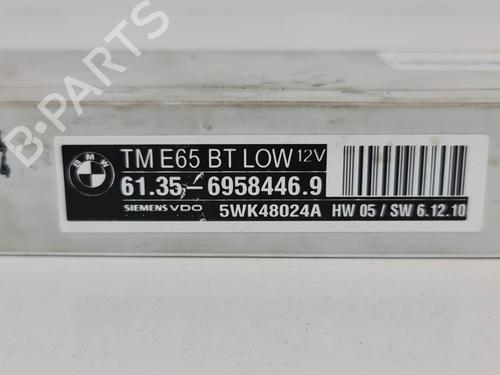 B-PARTS
BMW
TM E65 BT LOW 12V
61.35-6958446.9
SIEMENS VDO 5WK48024A HW 05 / SW 6.12.10